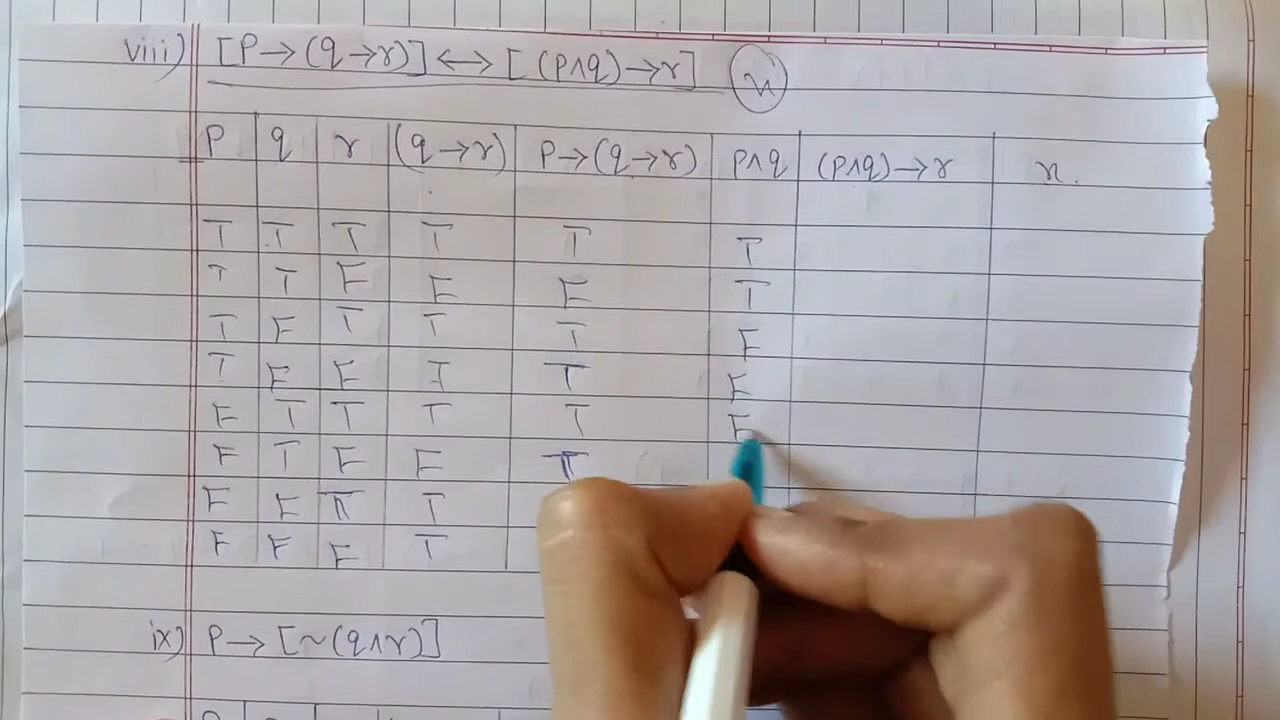 viii) [P→(q→r)]↔[(p∧q)→r] x
P q r (q→r) P→(q→r) p∧q (p∧q)→r x.
T T T T T T
T T F F F T
T F T T T F
T F F T T F
F T T T T F
F T F F T
F F T T
F F F T
ix) P→[~(q∧r)]